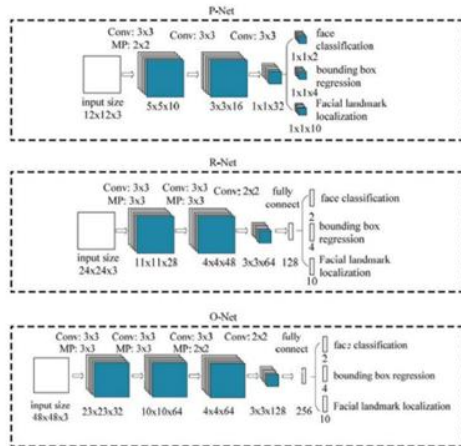 P-Net
Conv: 3x3 Conv: 3x3 Conv: 3x3
MP: 2x2
face
classification
1x1x2
bounding box
regression
1x1x4
Facial landmark
localization
1x1x10
input size
12x12x3
5x5x10
3x3x16
1x1x32
R-Net
Conv: 3x3 Conv: 3x3 Conv: 2x2 fully
MP: 3x3 MP: 3x3 connect
face classification
2
bounding box
regression
4
Facial landmark
localization
10
input size
24x24x3
11x11x28
4x4x48
3x3x64
128
O-Net
Conv: 3x3 Conv: 3x3 Conv: 3x3 Conv: 2x2 fully
MP: 3x3 MP: 3x3 MP: 2x2 connect
face classification
2
bounding box regression
4
Facial landmark localization
10
input size
48x48x3
23x23x32
10x10x64
4x4x64
3x3x128
256